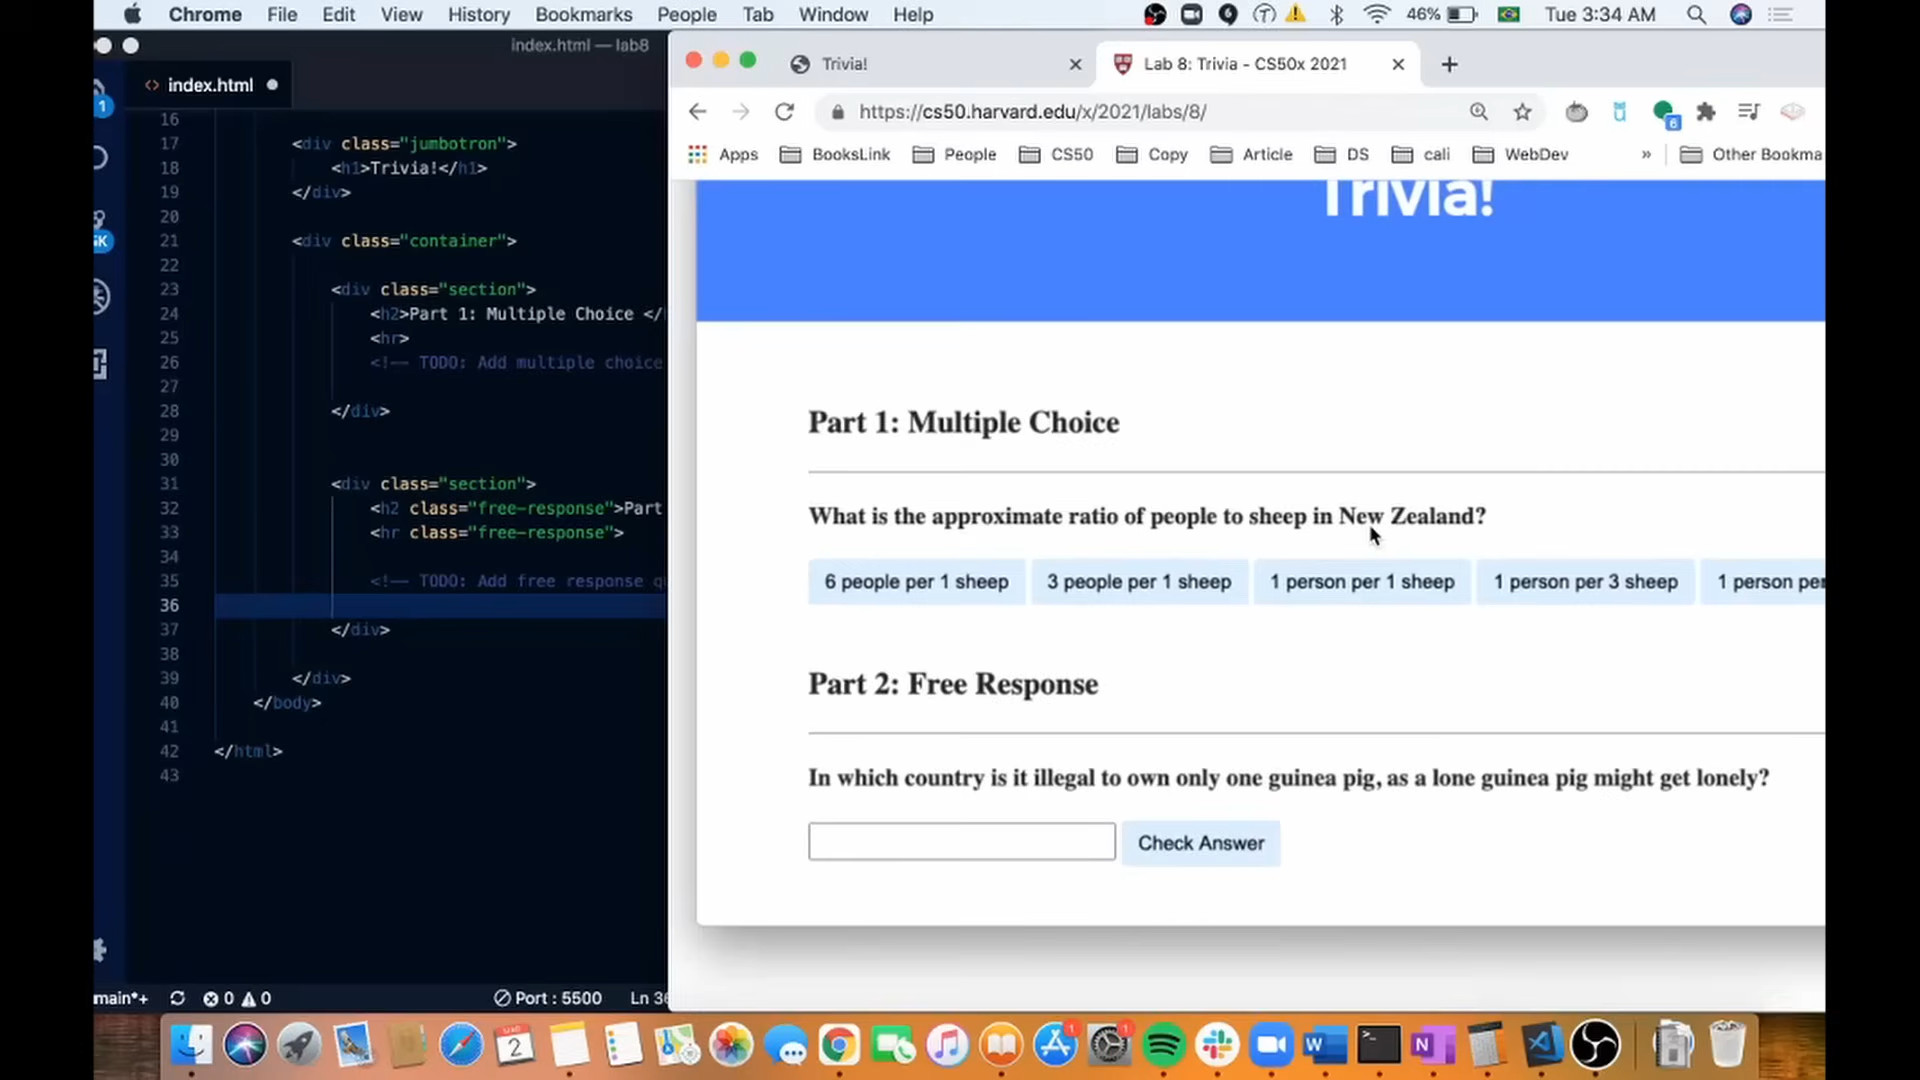 Chrome File Edit View History Bookmarks People Tab Window Help 46% Tue 3:34 AM
index.html — lab8
index.html
Trivia!
Lab 8: Trivia - CS50x 2021
https://cs50.harvard.edu/x/2021/labs/8/
Apps BooksLink People CS50 Copy Article DS cali WebDev » Other Bookma
1
6
16
17 <div class="jumbotron">
18 <h1>Trivia!</h1>
19 </div>
20
21 <div class="container">
22
23 <div class="section">
24 <h2>Part 1: Multiple Choice </
25 <hr>
26 <!-- TODO: Add multiple choice
27
28 </div>
29
30
31 <div class="section">
32 <h2 class="free-response">Part
33 <hr class="free-response">
34
35 <!-- TODO: Add free response q
36
37 </div>
38
39 </div>
40 </body>
41
42 </html>
43
main*+ 0 0 Port : 5500 Ln 36
Trivia!
Part 1: Multiple Choice
What is the approximate ratio of people to sheep in New Zealand?
6 people per 1 sheep
3 people per 1 sheep
1 person per 1 sheep
1 person per 3 sheep
1 person per
Part 2: Free Response
In which country is it illegal to own only one guinea pig, as a lone guinea pig might get lonely?
Check Answer
2
1
1